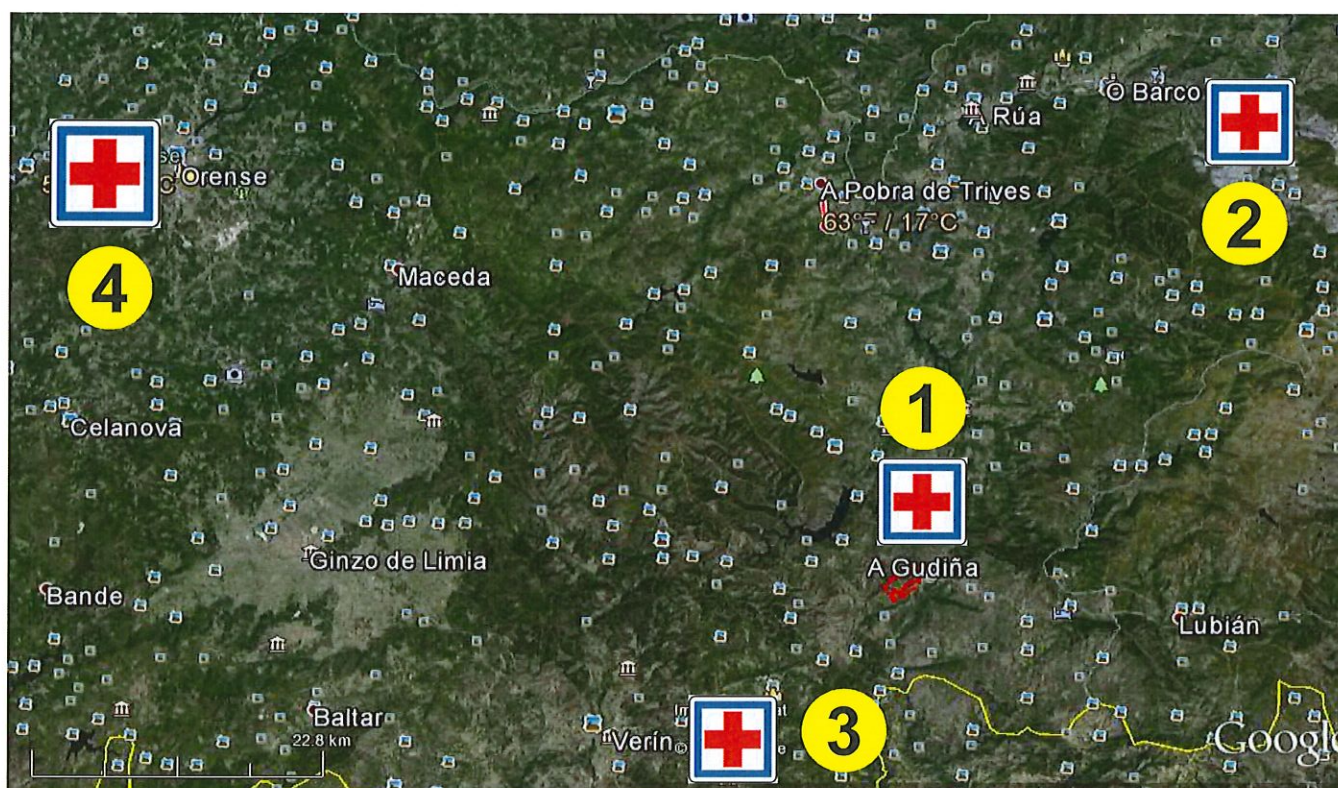 O Barco
A Rúa
Orense
A Pobra de Trives
63°F / 17°C
2
4
Maceda
1
Celanova
Ginzo de Limia
A Gudiña
Bande
Lubián
Baltar
22.8 km
Verín
3
Google